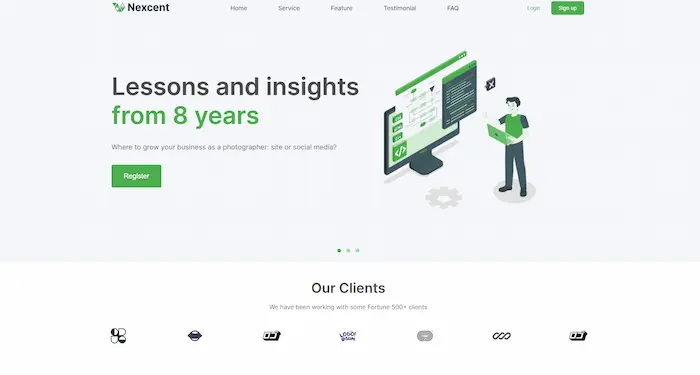 Nexcent
Home
Service
Feature
Testimonial
FAQ
Login
Sign up
Lessons and insights
from 8 years
Where to grow your business as a photographer: site or social media?
Register
Our Clients
We have been working with some Fortune 500+ clients
LOGO
IPSUM